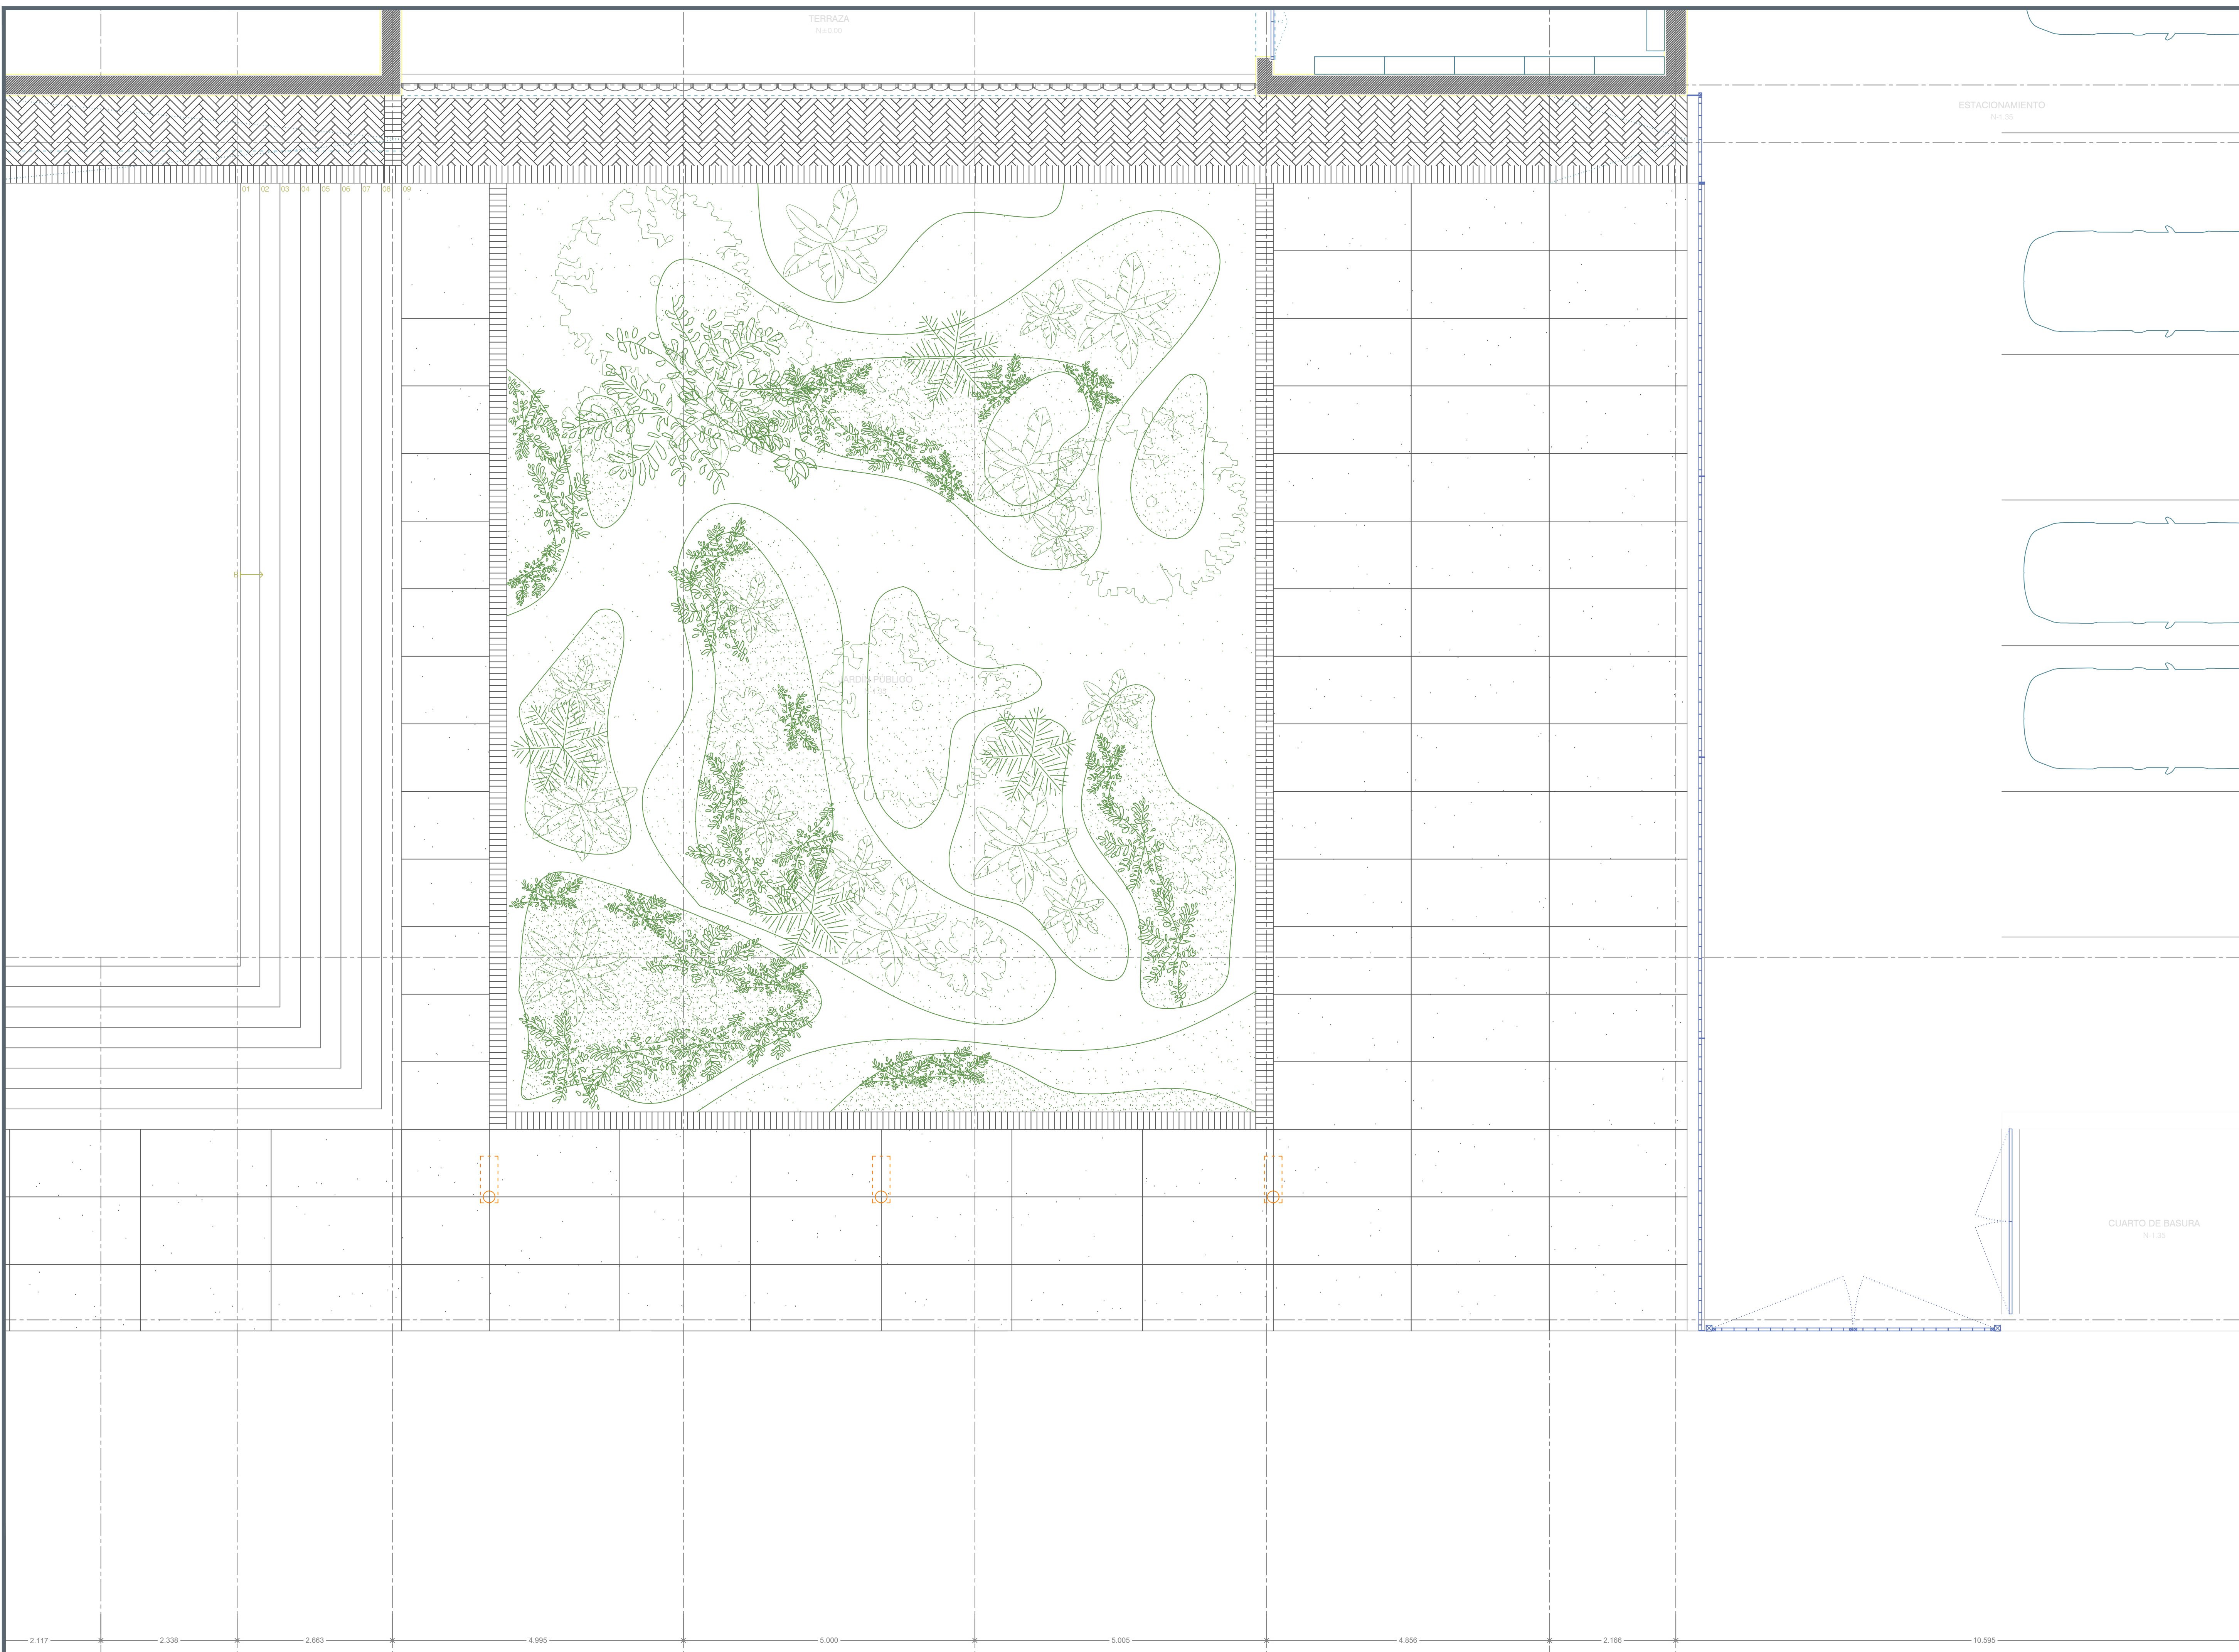 TERRAZA
N±0.00
ESTACIONAMIENTO
N-1.35
01 02 03 04 05 06 07 08 09
JARDÍN PÚBLICO
CUARTO DE BASURA
N-1.35
2.117 2.338 2.663 4.995 5.000 5.005 4.856 2.166 10.595